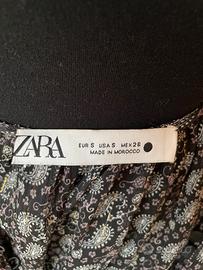 ZARA
EUR S USA S MEX 26
MADE IN MOROCCO